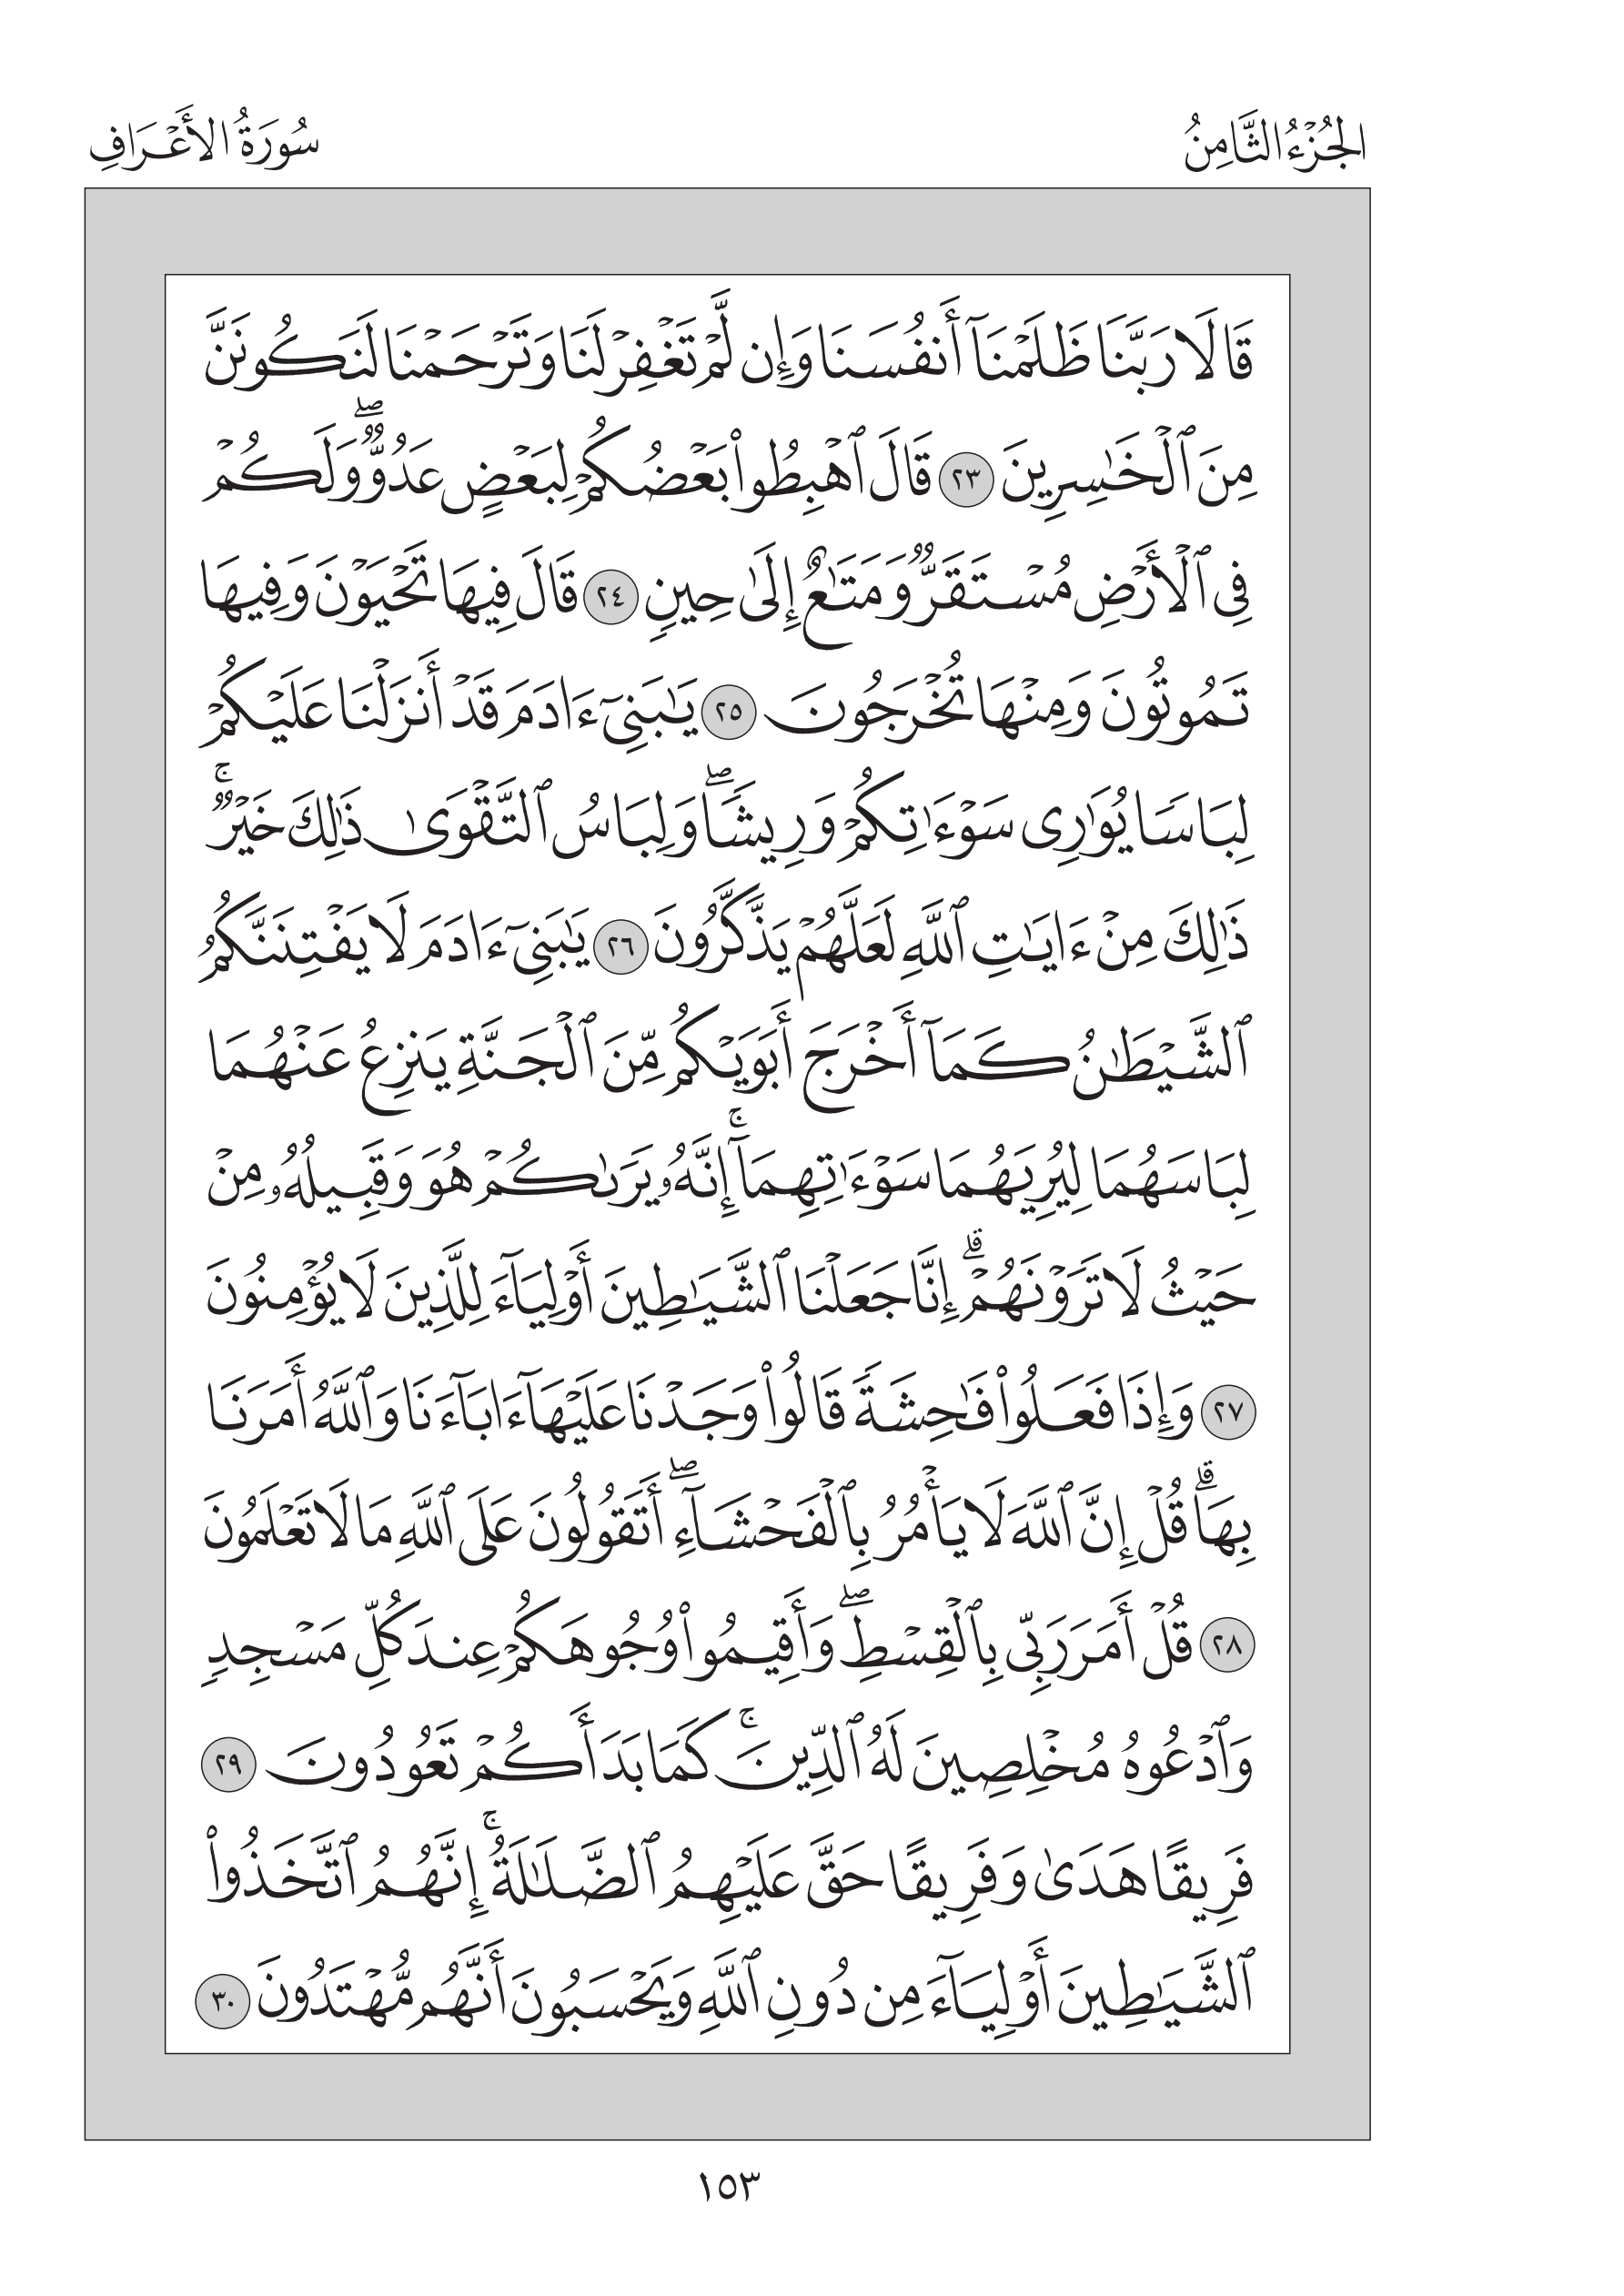 الجُزْءُ الثَّامِنُ
سُورَةُ الأَعْرَافِ
قَالَا رَبَّنَا ظَلَمْنَآ أَنفُسَنَا وَإِن لَّمْ تَغْفِرْ لَنَا وَتَرْحَمْنَا لَنَكُونَنَّ
مِنَ ٱلْخَـٰسِرِينَ ٢٣ قَالَ ٱهْبِطُوا۟ بَعْضُكُمْ لِبَعْضٍ عَدُوٌّ ۖ وَلَكُمْ
فِى ٱلْأَرْضِ مُسْتَقَرٌّ وَمَتَـٰعٌ إِلَىٰ حِينٍ ٢٤ قَالَ فِيهَا تَحْيَوْنَ وَفِيهَا
تَمُوتُونَ وَمِنْهَا تُخْرَجُونَ ٢٥ يَـٰبَنِىٓ ءَادَمَ قَدْ أَنزَلْنَا عَلَيْكُمْ
لِبَاسًا يُوَٰرِى سَوْءَٰتِكُمْ وَرِيشًا ۖ وَلِبَاسُ ٱلتَّقْوَىٰ ذَٰلِكَ خَيْرٌ ۚ
ذَٰلِكَ مِنْ ءَايَـٰتِ ٱللَّهِ لَعَلَّهُمْ يَذَّكَّرُونَ ٢٦ يَـٰبَنِىٓ ءَادَمَ لَا يَفْتِنَنَّكُمُ
ٱلشَّيْطَـٰنُ كَمَآ أَخْرَجَ أَبَوَيْكُم مِّنَ ٱلْجَنَّةِ يَنزِعُ عَنْهُمَا
لِبَاسَهُمَا لِيُرِيَهُمَا سَوْءَٰتِهِمَآ ۚ إِنَّهُۥ يَرَىٰكُمْ هُوَ وَقَبِيلُهُۥ مِنْ
حَيْثُ لَا تَرَوْنَهُمْ ۗ إِنَّا جَعَلْنَا ٱلشَّيَـٰطِينَ أَوْلِيَآءَ لِلَّذِينَ لَا يُؤْمِنُونَ
٢٧ وَإِذَا فَعَلُوا۟ فَـٰحِشَةً قَالُوا۟ وَجَدْنَا عَلَيْهَآ ءَابَآءَنَا وَٱللَّهُ أَمَرَنَا
بِهَا ۗ قُلْ إِنَّ ٱللَّهَ لَا يَأْمُرُ بِٱلْفَحْشَآءِ ۖ أَتَقُولُونَ عَلَى ٱللَّهِ مَا لَا تَعْلَمُونَ
٢٨ قُلْ أَمَرَ رَبِّى بِٱلْقِسْطِ ۖ وَأَقِيمُوا۟ وُجُوهَكُمْ عِندَ كُلِّ مَسْجِدٍ
وَٱدْعُوهُ مُخْلِصِينَ لَهُ ٱلدِّينَ ۚ كَمَا بَدَأَكُمْ تَعُودُونَ ٢٩
فَرِيقًا هَدَىٰ وَفَرِيقًا حَقَّ عَلَيْهِمُ ٱلضَّلَـٰلَةُ ۚ إِنَّهُمُ ٱتَّخَذُوا۟
ٱلشَّيَـٰطِينَ أَوْلِيَآءَ مِن دُونِ ٱللَّهِ وَيَحْسَبُونَ أَنَّهُم مُّهْتَدُونَ ٣٠
١٥٣